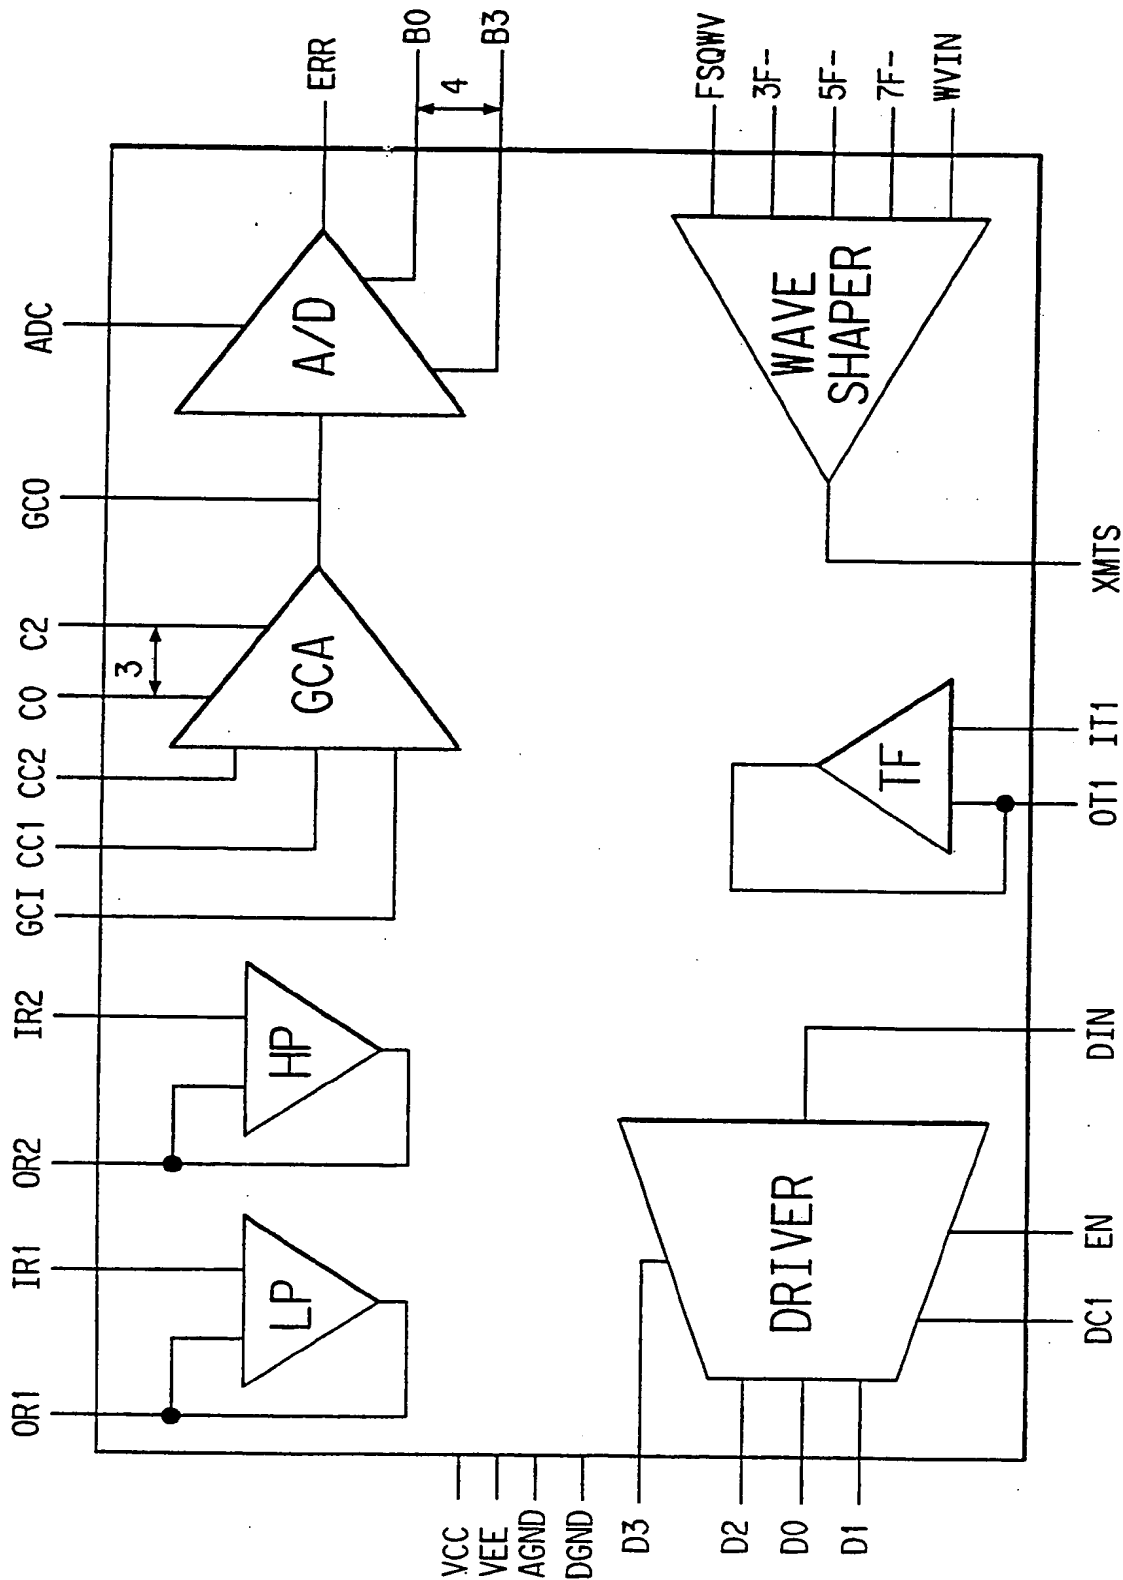 OR1
IR1
OR2
IR2
GCI
CC1
CC2
C0
C2
GCO
ADC
3
LP
HP
GCA
A/D
ERR
B0
B3
4
VCC
VEE
AGND
DGND
D3
D2
D0
D1
DRIVER
TF
WAVE
SHAPER
FSQWV
3F-
5F-
7F-
WVIN
DC1
EN
DIN
OT1
IT1
XMTS